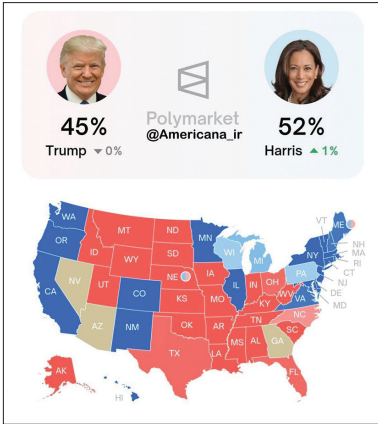 45%
Trump ▼ 0%
Polymarket
@Americana_ir
52%
Harris ▲ 1%
WA
MT
ND
MN
VT
ME
OR
ID
SD
WI
MI
NH
WY
NY
MA
RI
NV
NE
IA
PA
CT
NJ
CA
UT
CO
KS
MO
IL
IN
OH
WV
VA
DE
MD
KY
AZ
NM
OK
AR
TN
NC
SC
TX
LA
MS
AL
GA
FL
AK
HI